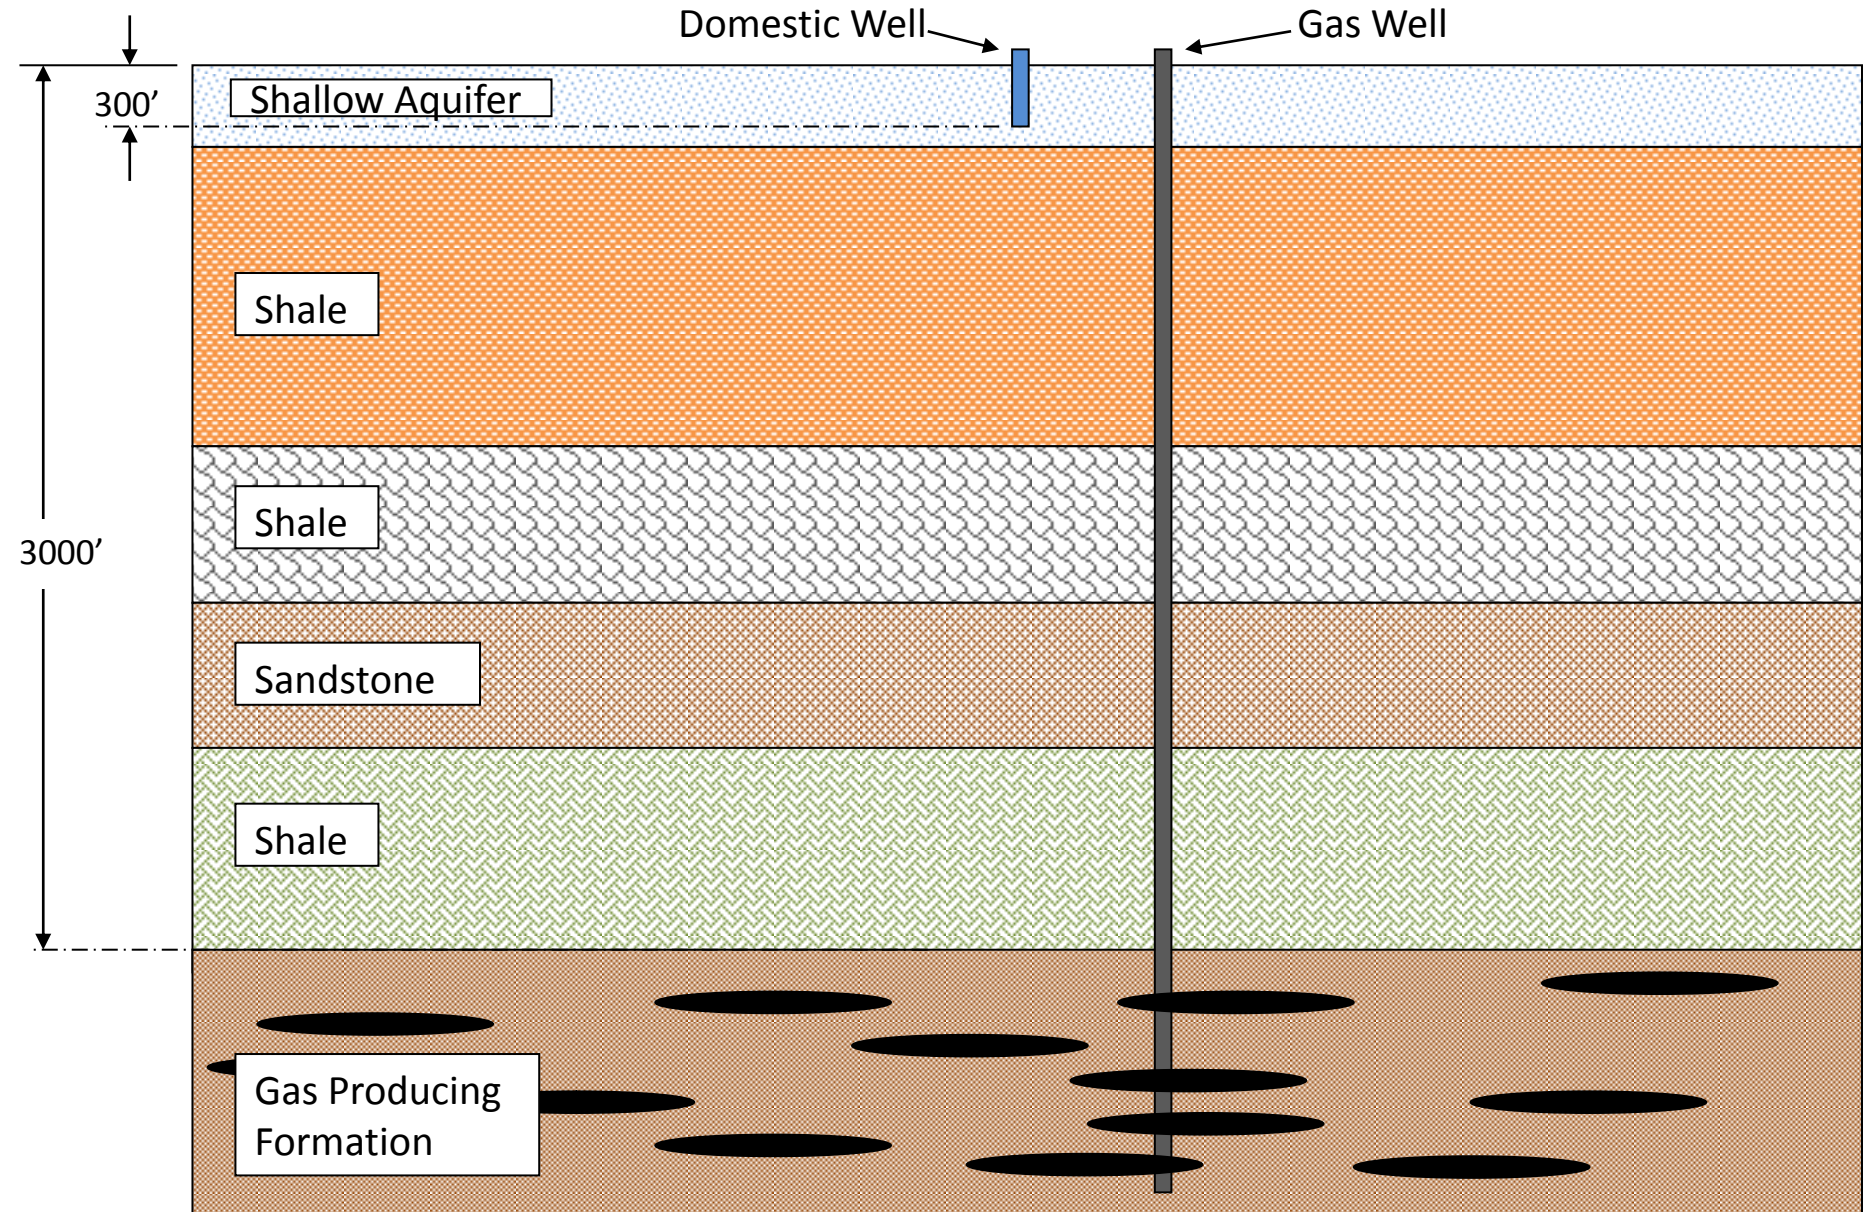 Domestic Well
Gas Well
300’
Shallow Aquifer
Shale
Shale
3000’
Sandstone
Shale
Gas Producing
Formation